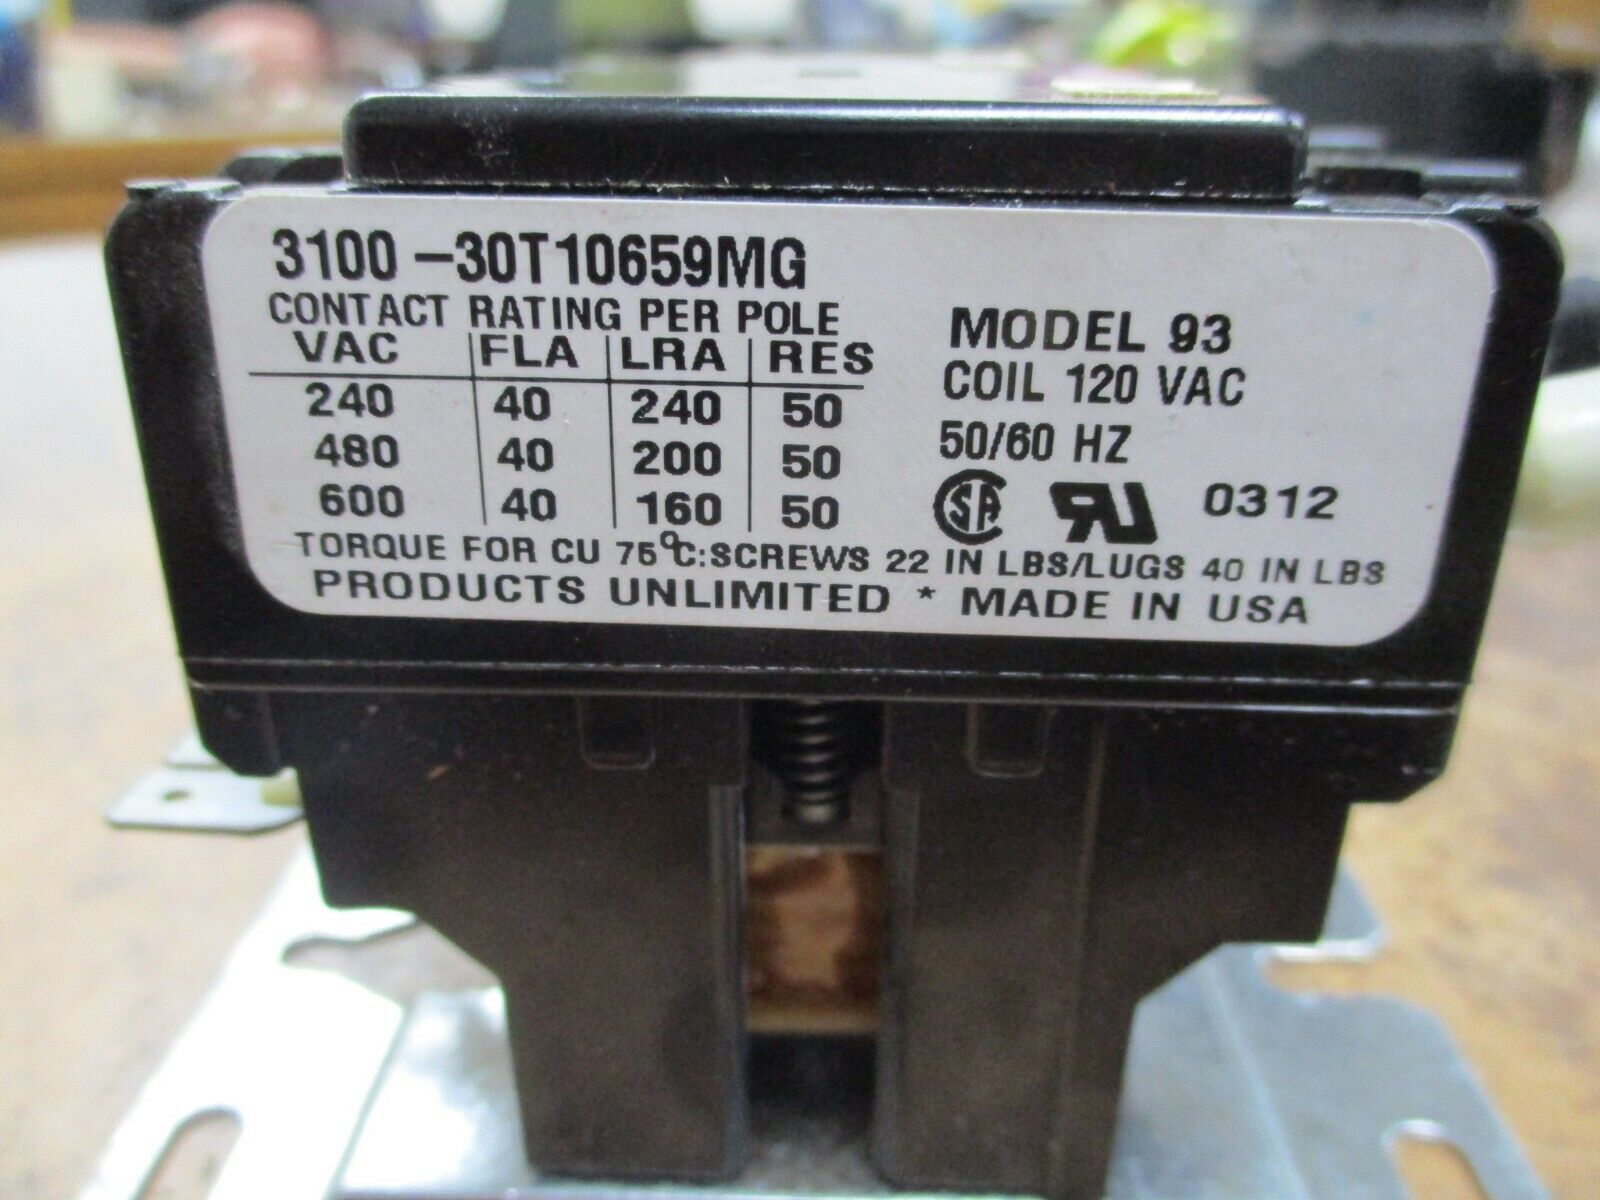 3100-30T10659MG
CONTACT RATING PER POLE
VAC FLA LRA RES
240 40 240 50
480 40 200 50
600 40 160 50
MODEL 93
COIL 120 VAC
50/60 HZ
CSA RU 0312
TORQUE FOR CU 75°C:SCREWS 22 IN LBS/LUGS 40 IN LBS
PRODUCTS UNLIMITED * MADE IN USA